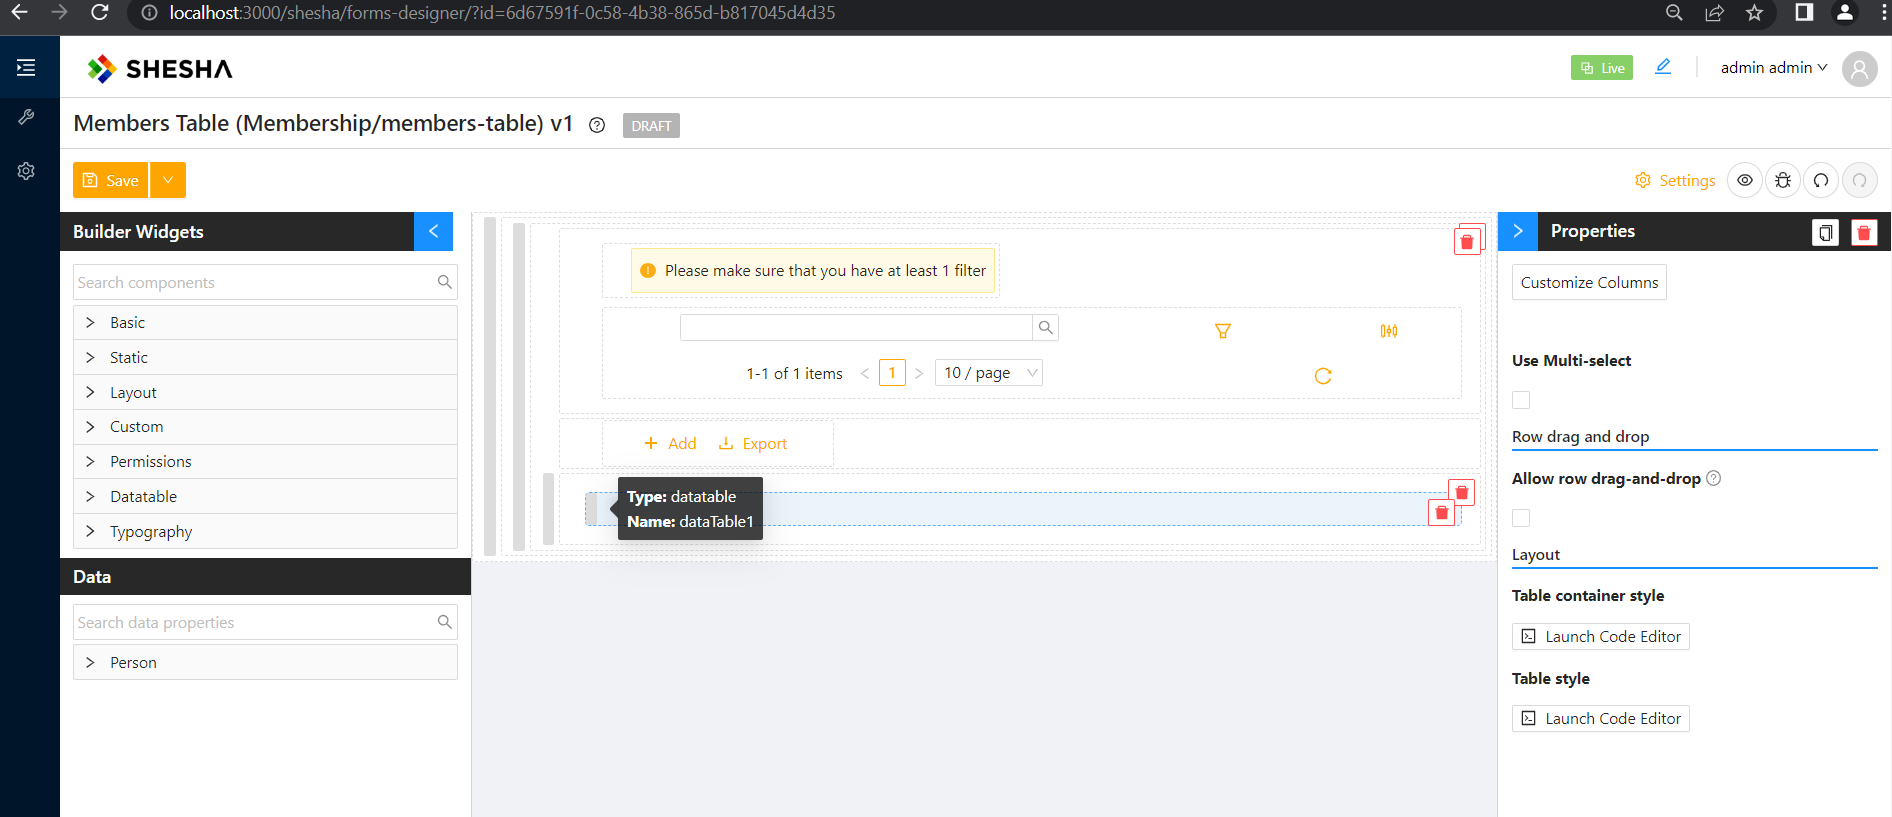 localhost:3000/shesha/forms-designer/?id=6d67591f-0c58-4b38-865d-b817045d4d35
SHESHA
Live
admin admin
Members Table (Membership/members-table) v1
DRAFT
Save
Settings
Builder Widgets
Search components
Basic
Static
Layout
Custom
Permissions
Datatable
Typography
Data
Search data properties
Person
Please make sure that you have at least 1 filter
1-1 of 1 items < 1 > 10 / page
Add Export
Type: datatable
Name: dataTable1
Properties
Customize Columns
Use Multi-select
Row drag and drop
Allow row drag-and-drop
Layout
Table container style
Launch Code Editor
Table style
Launch Code Editor